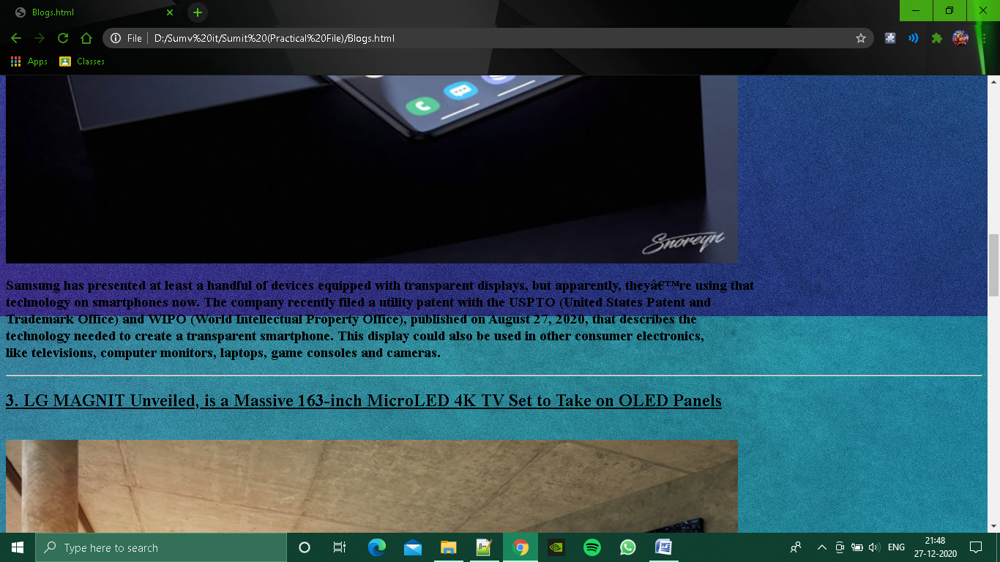 Blogs.html
File | D:/Sumv%20it/Sumit%20(Practical%20File)/Blogs.html
Apps Classes
Snoreyn
Samsung has presented at least a handful of devices equipped with transparent displays, but apparently, theyâ€™re using that
technology on smartphones now. The company recently filed a utility patent with the USPTO (United States Patent and
Trademark Office) and WIPO (World Intellectual Property Office), published on August 27, 2020, that describes the
technology needed to create a transparent smartphone. This display could also be used in other consumer electronics,
like televisions, computer monitors, laptops, game consoles and cameras.
3. LG MAGNIT Unveiled, is a Massive 163-inch MicroLED 4K TV Set to Take on OLED Panels
Type here to search
ENG
21:48
27-12-2020